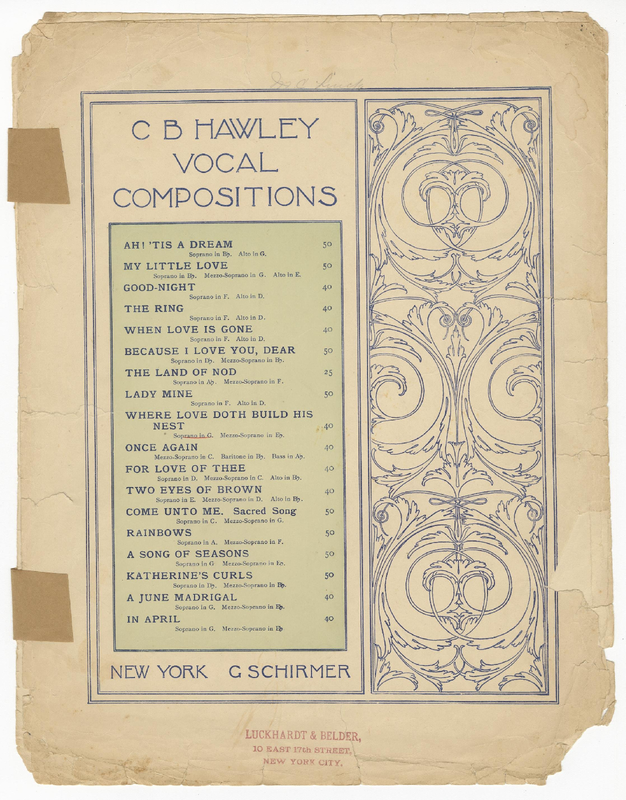 C B HAWLEY
VOCAL
COMPOSITIONS
AH! 'TIS A DREAM 50
Soprano in B♭. Alto in G.
MY LITTLE LOVE 50
Soprano in B♭. Mezzo-Soprano in G. Alto in E.
GOOD-NIGHT 40
Soprano in F. Alto in D.
THE RING 40
Soprano in F. Alto in D.
WHEN LOVE IS GONE 40
Soprano in F. Alto in D.
BECAUSE I LOVE YOU, DEAR 50
Soprano in D♭. Mezzo-Soprano in B♭.
THE LAND OF NOD 25
Soprano in A♭. Mezzo-Soprano in F.
LADY MINE 50
Soprano in F. Alto in D.
WHERE LOVE DOTH BUILD HIS
NEST 40
Soprano in G. Mezzo-Soprano in E♭.
ONCE AGAIN 40
Mezzo-Soprano in C. Baritone in B♭. Bass in A♭.
FOR LOVE OF THEE 40
Soprano in D. Mezzo-Soprano in C. Alto in B♭.
TWO EYES OF BROWN 40
Soprano in E. Mezzo-Soprano in D. Alto in B♭.
COME UNTO ME. Sacred Song 50
Soprano in C. Mezzo-Soprano in G.
RAINBOWS 50
Soprano in A. Mezzo-Soprano in F.
A SONG OF SEASONS 50
Soprano in G Mezzo-Soprano in E♭.
KATHERINE'S CURLS 50
Soprano in D♭. Mezzo-Soprano in B♭.
A JUNE MADRIGAL 40
Soprano in G. Mezzo-Soprano in E♭.
IN APRIL 40
Soprano in G. Mezzo-Soprano in E♭
NEW YORK G SCHIRMER
LUCKHARDT & BELDER,
10 EAST 17th STREET,
NEW YORK CITY.